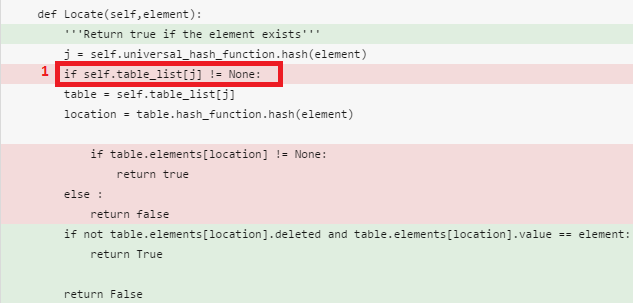 def Locate(self,element):
'''Return true if the element exists'''
j = self.universal_hash_function.hash(element)
1 if self.table_list[j] != None:
table = self.table_list[j]
location = table.hash_function.hash(element)
if table.elements[location] != None:
return true
else :
return false
if not table.elements[location].deleted and table.elements[location].value == element:
return True
return False